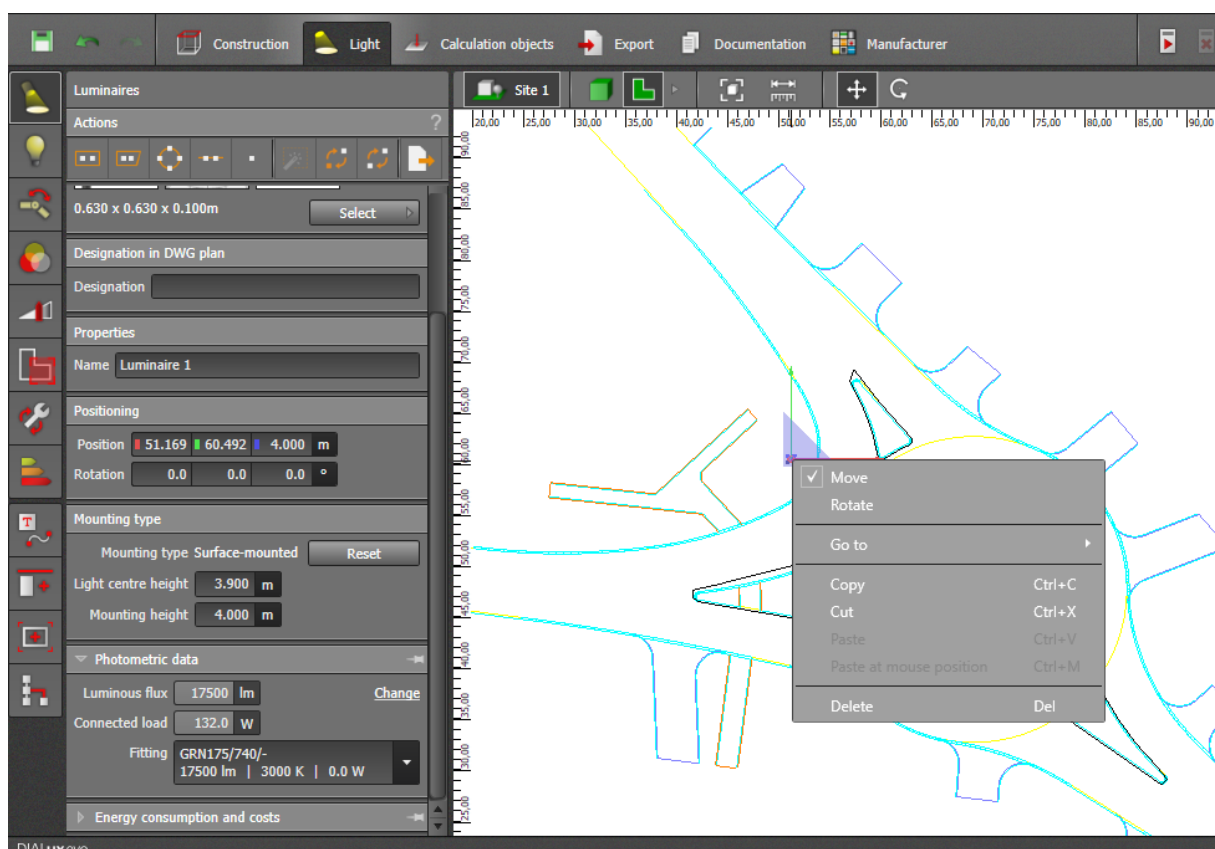 Construction Light Calculation objects Export Documentation Manufacturer
Luminaires
Site 1
Actions ?
20,00 25,00 30,00 35,00 40,00 45,00 50,00 55,00 60,00 65,00 70,00 75,00 80,00 85,00 90,00
90,00
85,00
80,00
75,00
70,00
65,00
60,00
55,00
50,00
45,00
40,00
35,00
30,00
25,00
0.630 x 0.630 x 0.100m Select
Designation in DWG plan
Designation
Properties
Name Luminaire 1
Positioning
Position 51.169 60.492 4.000 m
Rotation 0.0 0.0 0.0 °
Mounting type
Mounting type Surface-mounted Reset
Light centre height 3.900 m
Mounting height 4.000 m
Photometric data
Luminous flux 17500 lm Change
Connected load 132.0 W
Fitting GRN175/740/-
17500 lm | 3000 K | 0.0 W
Energy consumption and costs
Move
Rotate
Go to
Copy Ctrl+C
Cut Ctrl+X
Paste Ctrl+V
Paste at mouse position Ctrl+M
Delete Del
T